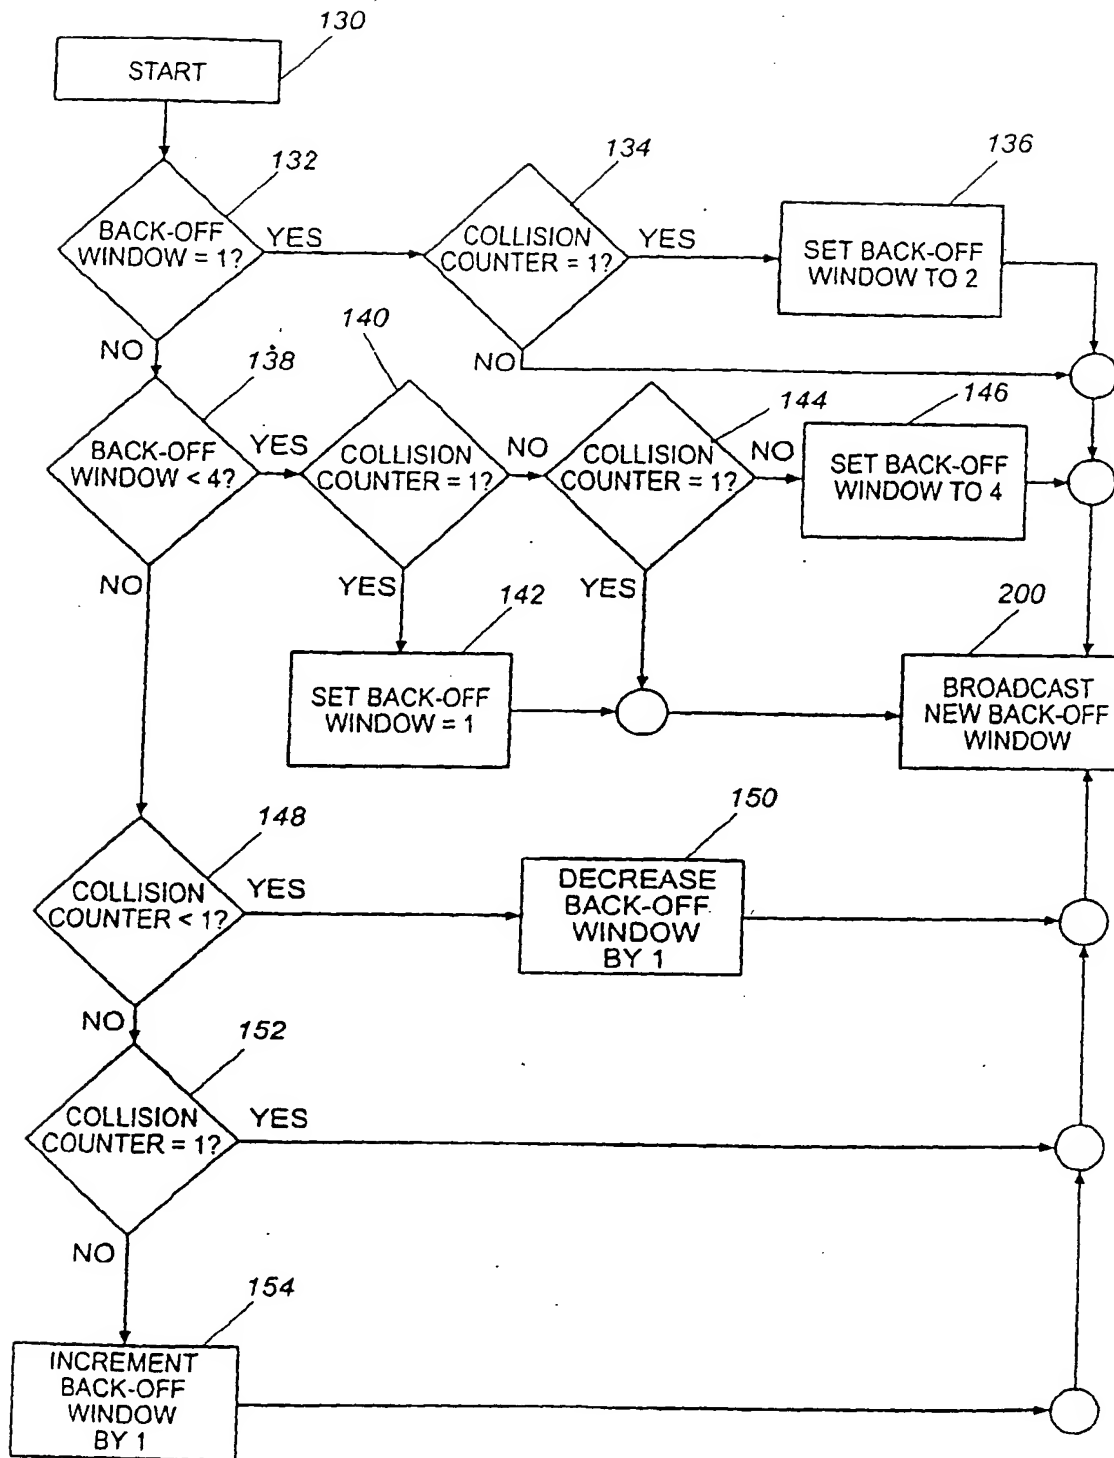 130
START
132
134
136
BACK-OFF
WINDOW = 1?
YES
COLLISION
COUNTER = 1?
YES
SET BACK-OFF
WINDOW TO 2
NO
138
140
NO
144
146
BACK-OFF
WINDOW < 4?
YES
COLLISION
COUNTER = 1?
NO
COLLISION
COUNTER = 1?
NO
SET BACK-OFF
WINDOW TO 4
NO
YES
142
YES
200
SET BACK-OFF
WINDOW = 1
BROADCAST
NEW BACK-OFF
WINDOW
148
150
COLLISION
COUNTER < 1?
YES
DECREASE
BACK-OFF
WINDOW
BY 1
NO
152
COLLISION
COUNTER = 1?
YES
NO
154
INCREMENT
BACK-OFF
WINDOW
BY 1